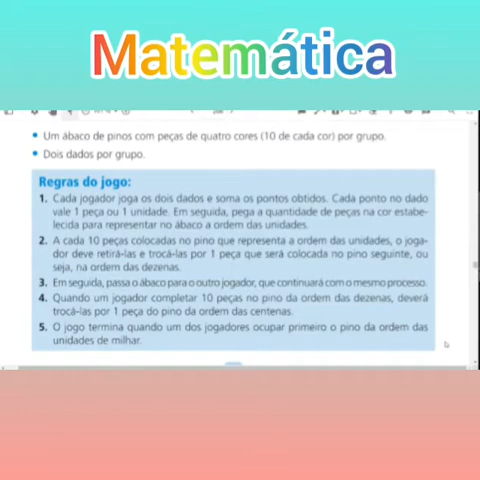 Matemática
• Um ábaco de pinos com peças de quatro cores (10 de cada cor) por grupo.
• Dois dados por grupo.
Regras do jogo:
1. Cada jogador joga os dois dados e soma os pontos obtidos. Cada ponto no dado
vale 1 peça ou 1 unidade. Em seguida, pega a quantidade de peças na cor estabe-
lecida para representar no ábaco a ordem das unidades.
2. A cada 10 peças colocadas no pino que representa a ordem das unidades, o joga-
dor deve retirá-las e trocá-las por 1 peça que será colocada no pino seguinte, ou
seja, na ordem das dezenas.
3. Em seguida, passa o ábaco para o outro jogador, que continuará com o mesmo processo.
4. Quando um jogador completar 10 peças no pino da ordem das dezenas, deverá
trocá-las por 1 peça do pino da ordem das centenas.
5. O jogo termina quando um dos jogadores ocupar primeiro o pino da ordem das
unidades de milhar.